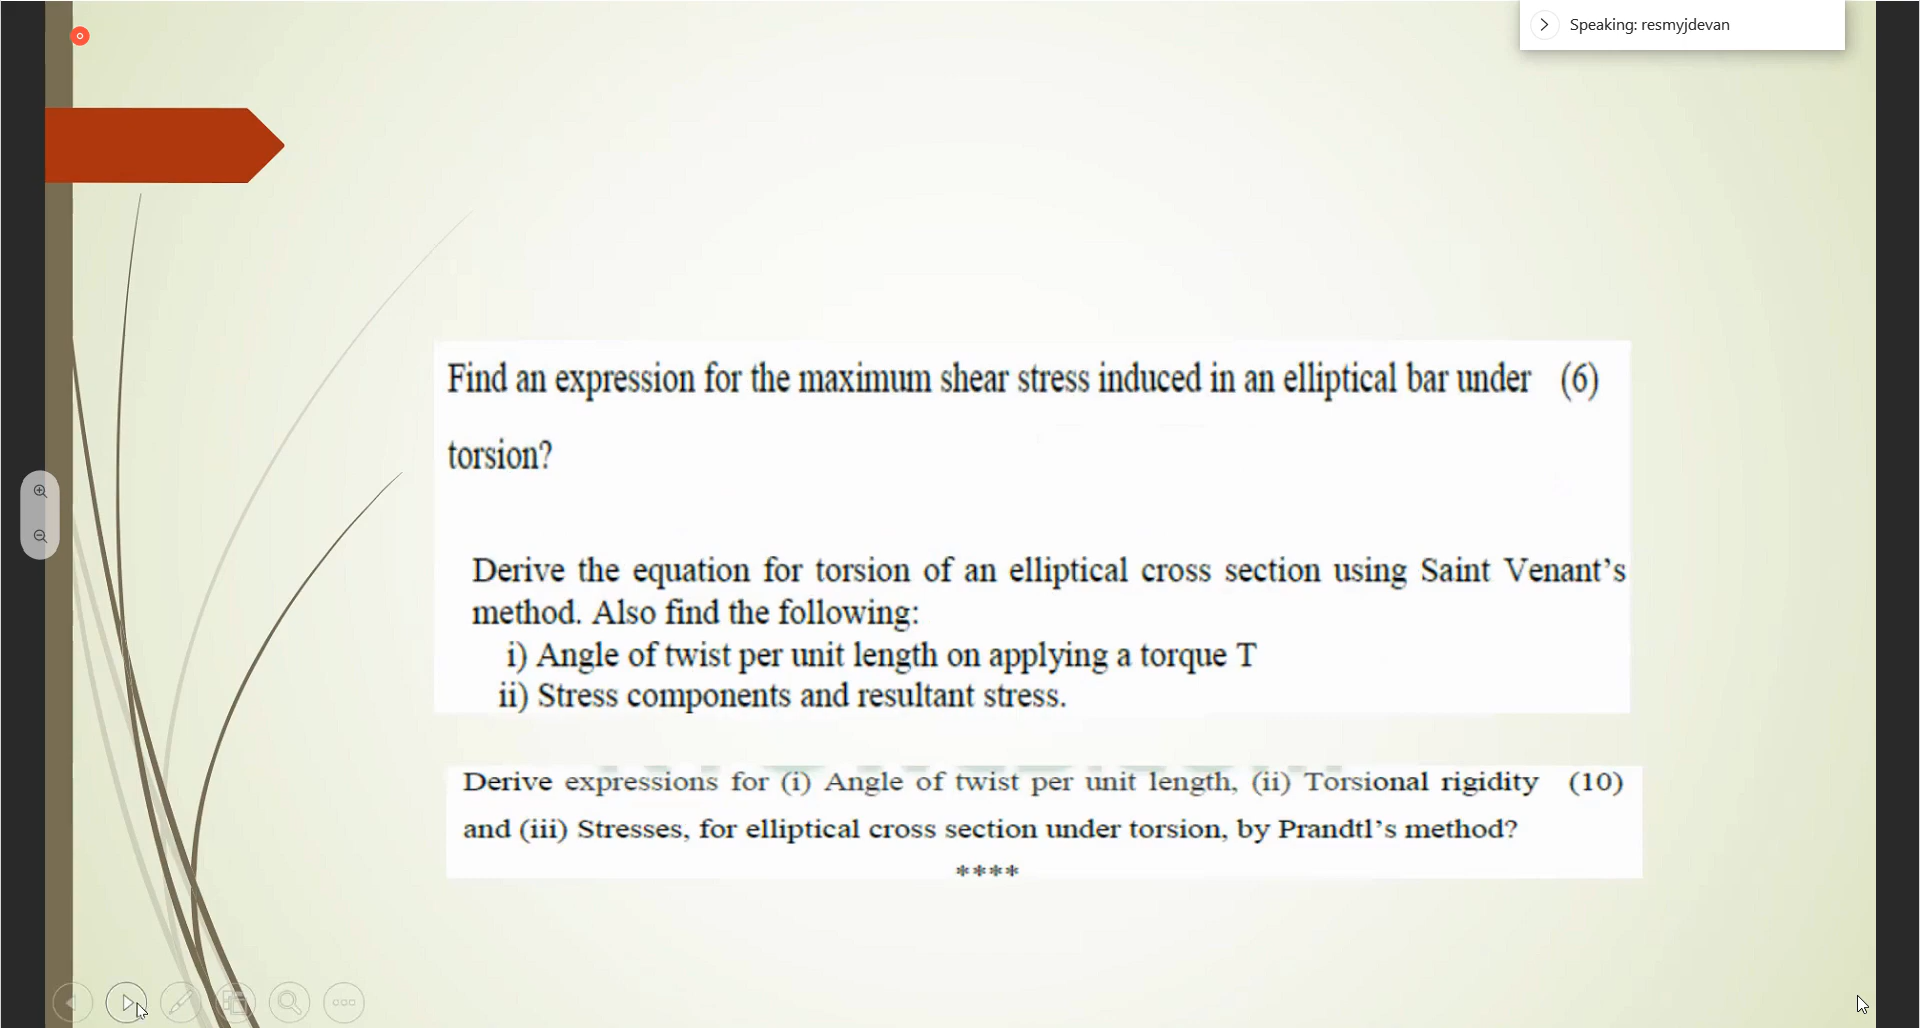 Speaking: resmyjdevan
Find an expression for the maximum shear stress induced in an elliptical bar under (6)
torsion?
Derive the equation for torsion of an elliptical cross section using Saint Venant’s
method. Also find the following:
i) Angle of twist per unit length on applying a torque T
ii) Stress components and resultant stress.
Derive expressions for (i) Angle of twist per unit length, (ii) Torsional rigidity (10)
and (iii) Stresses, for elliptical cross section under torsion, by Prandtl’s method?
****